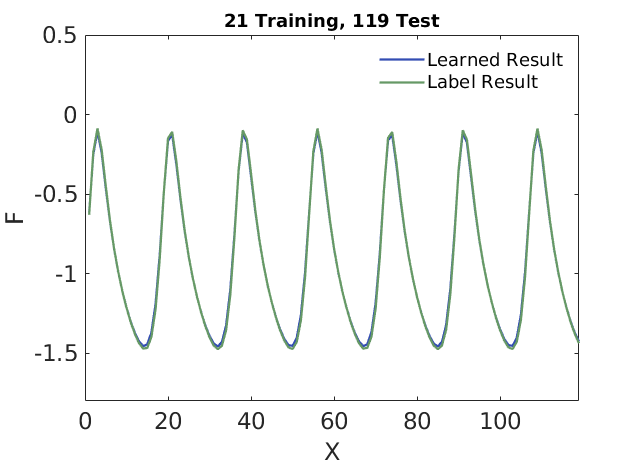 21 Training, 119 Test
Learned Result
Label Result
0.5
0
-0.5
-1
-1.5
F
0 20 40 60 80 100
X